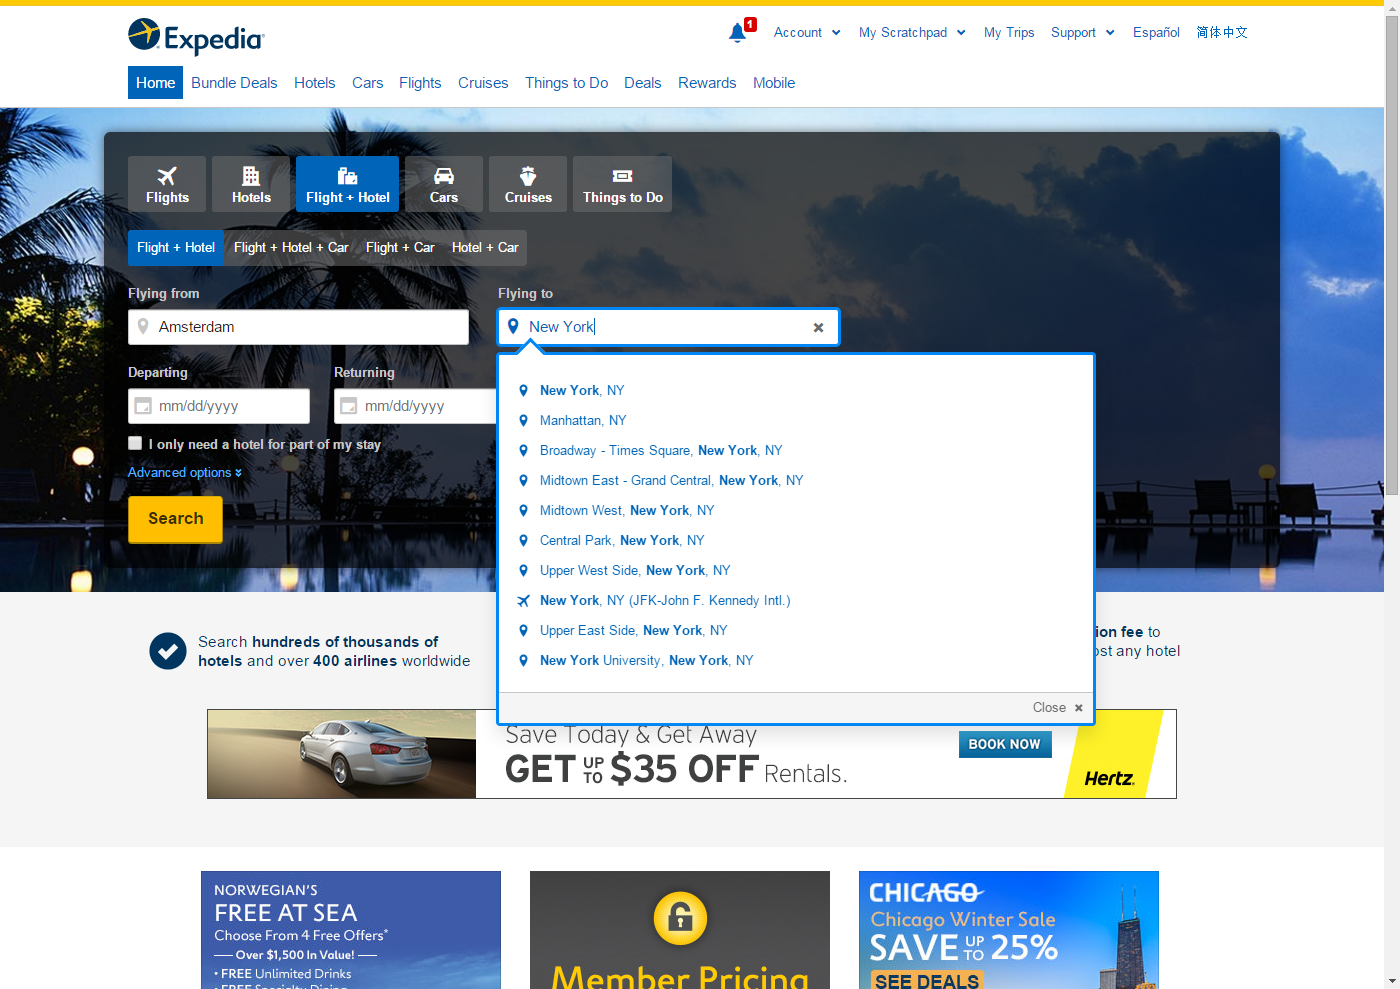 Expedia
1
Account
My Scratchpad
My Trips
Support
Español
简体中文
Home
Bundle Deals
Hotels
Cars
Flights
Cruises
Things to Do
Deals
Rewards
Mobile
Flights
Hotels
Flight + Hotel
Cars
Cruises
Things to Do
Flight + Hotel
Flight + Hotel + Car
Flight + Car
Hotel + Car
Flying from
Flying to
Amsterdam
New York
Departing
Returning
mm/dd/yyyy
mm/dd/yyyy
I only need a hotel for part of my stay
Advanced options
Search
New York, NY
Manhattan, NY
Broadway - Times Square, New York, NY
Midtown East - Grand Central, New York, NY
Midtown West, New York, NY
Central Park, New York, NY
Upper West Side, New York, NY
New York, NY (JFK-John F. Kennedy Intl.)
Upper East Side, New York, NY
New York University, New York, NY
Close
Search hundreds of thousands of
hotels and over 400 airlines worldwide
ion fee to
ost any hotel
Save Today & Get Away
GET UP TO $35 OFF Rentals.
BOOK NOW
Hertz
NORWEGIAN'S
FREE AT SEA
Choose From 4 Free Offers*
Over $1,500 In Value!
• FREE Unlimited Drinks
• FREE Specialty Dining
Member Pricing
CHICAGO
Chicago Winter Sale
SAVE UP TO 25%
SEE DEALS